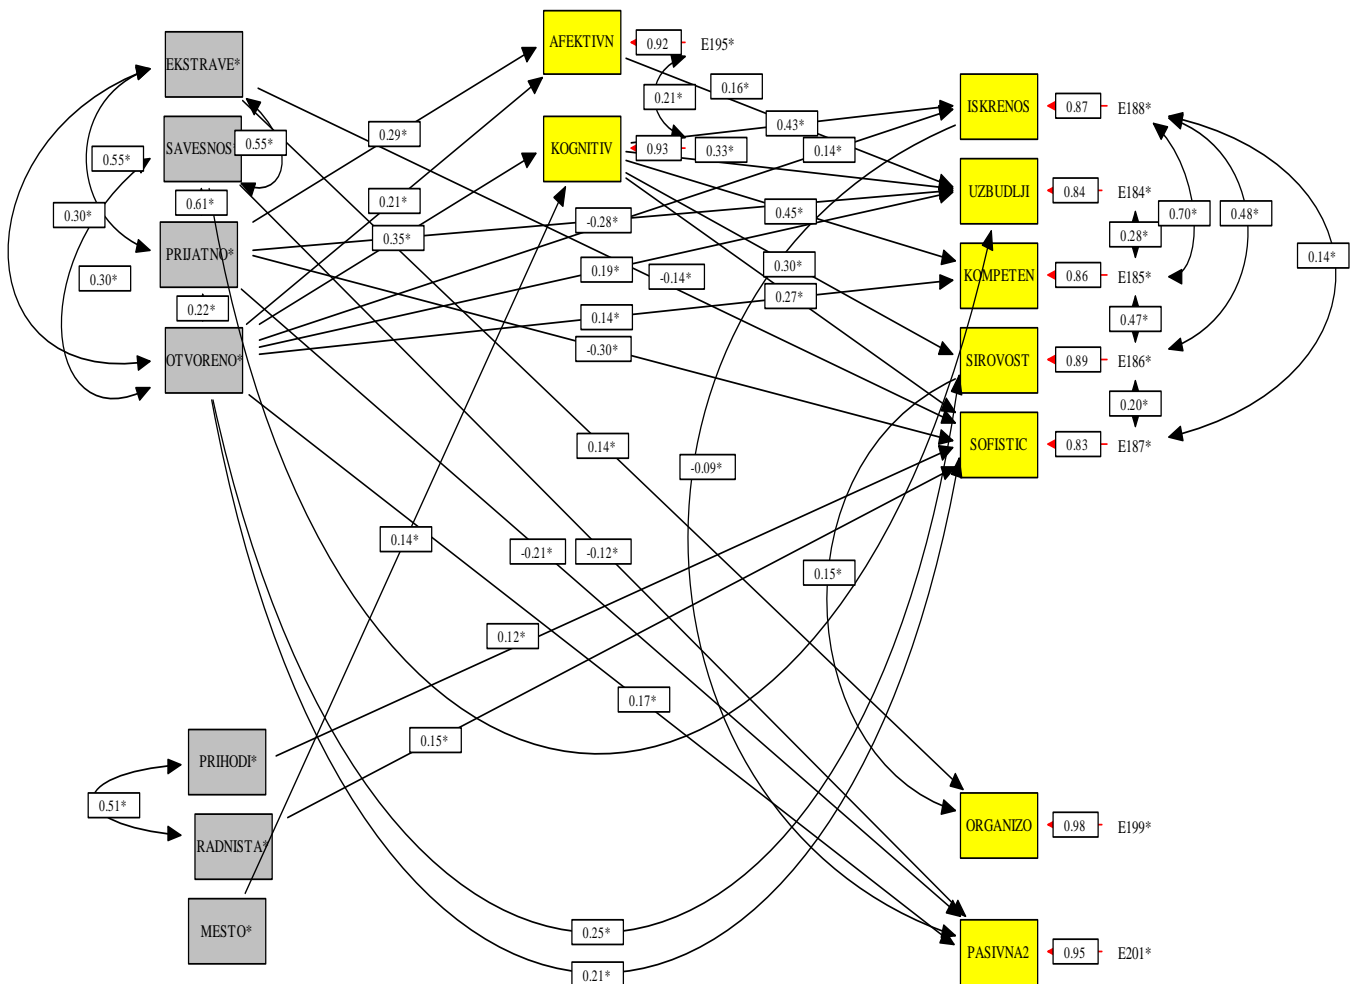 AFEKTIVN
0.92
E195*
EKSTRAVE*
0.16*
0.21*
ISKRENOS
0.87
E188*
0.43*
0.29*
SAVESNOS*
0.55*
KOGNITIV
0.93
0.33*
0.14*
0.55*
UZBUDLJI
0.84
E184*
0.61*
0.21*
0.30*
-0.28*
0.45*
0.70*
0.48*
0.28*
0.35*
PRIJATNO*
0.14*
0.30*
0.19*
-0.14*
0.30*
KOMPETEN
0.86
E185*
0.22*
0.27*
0.14*
0.47*
-0.30*
OTVORENO*
SIROVOST
0.89
E186*
0.20*
0.14*
SOFISTIC
0.83
E187*
-0.09*
0.14*
-0.21*
-0.12*
0.15*
0.12*
0.17*
0.15*
PRIHODI*
0.51*
RADNISTA*
ORGANIZO
0.98
E199*
MESTO*
0.25*
PASIVNA2
0.95
E201*
0.21*